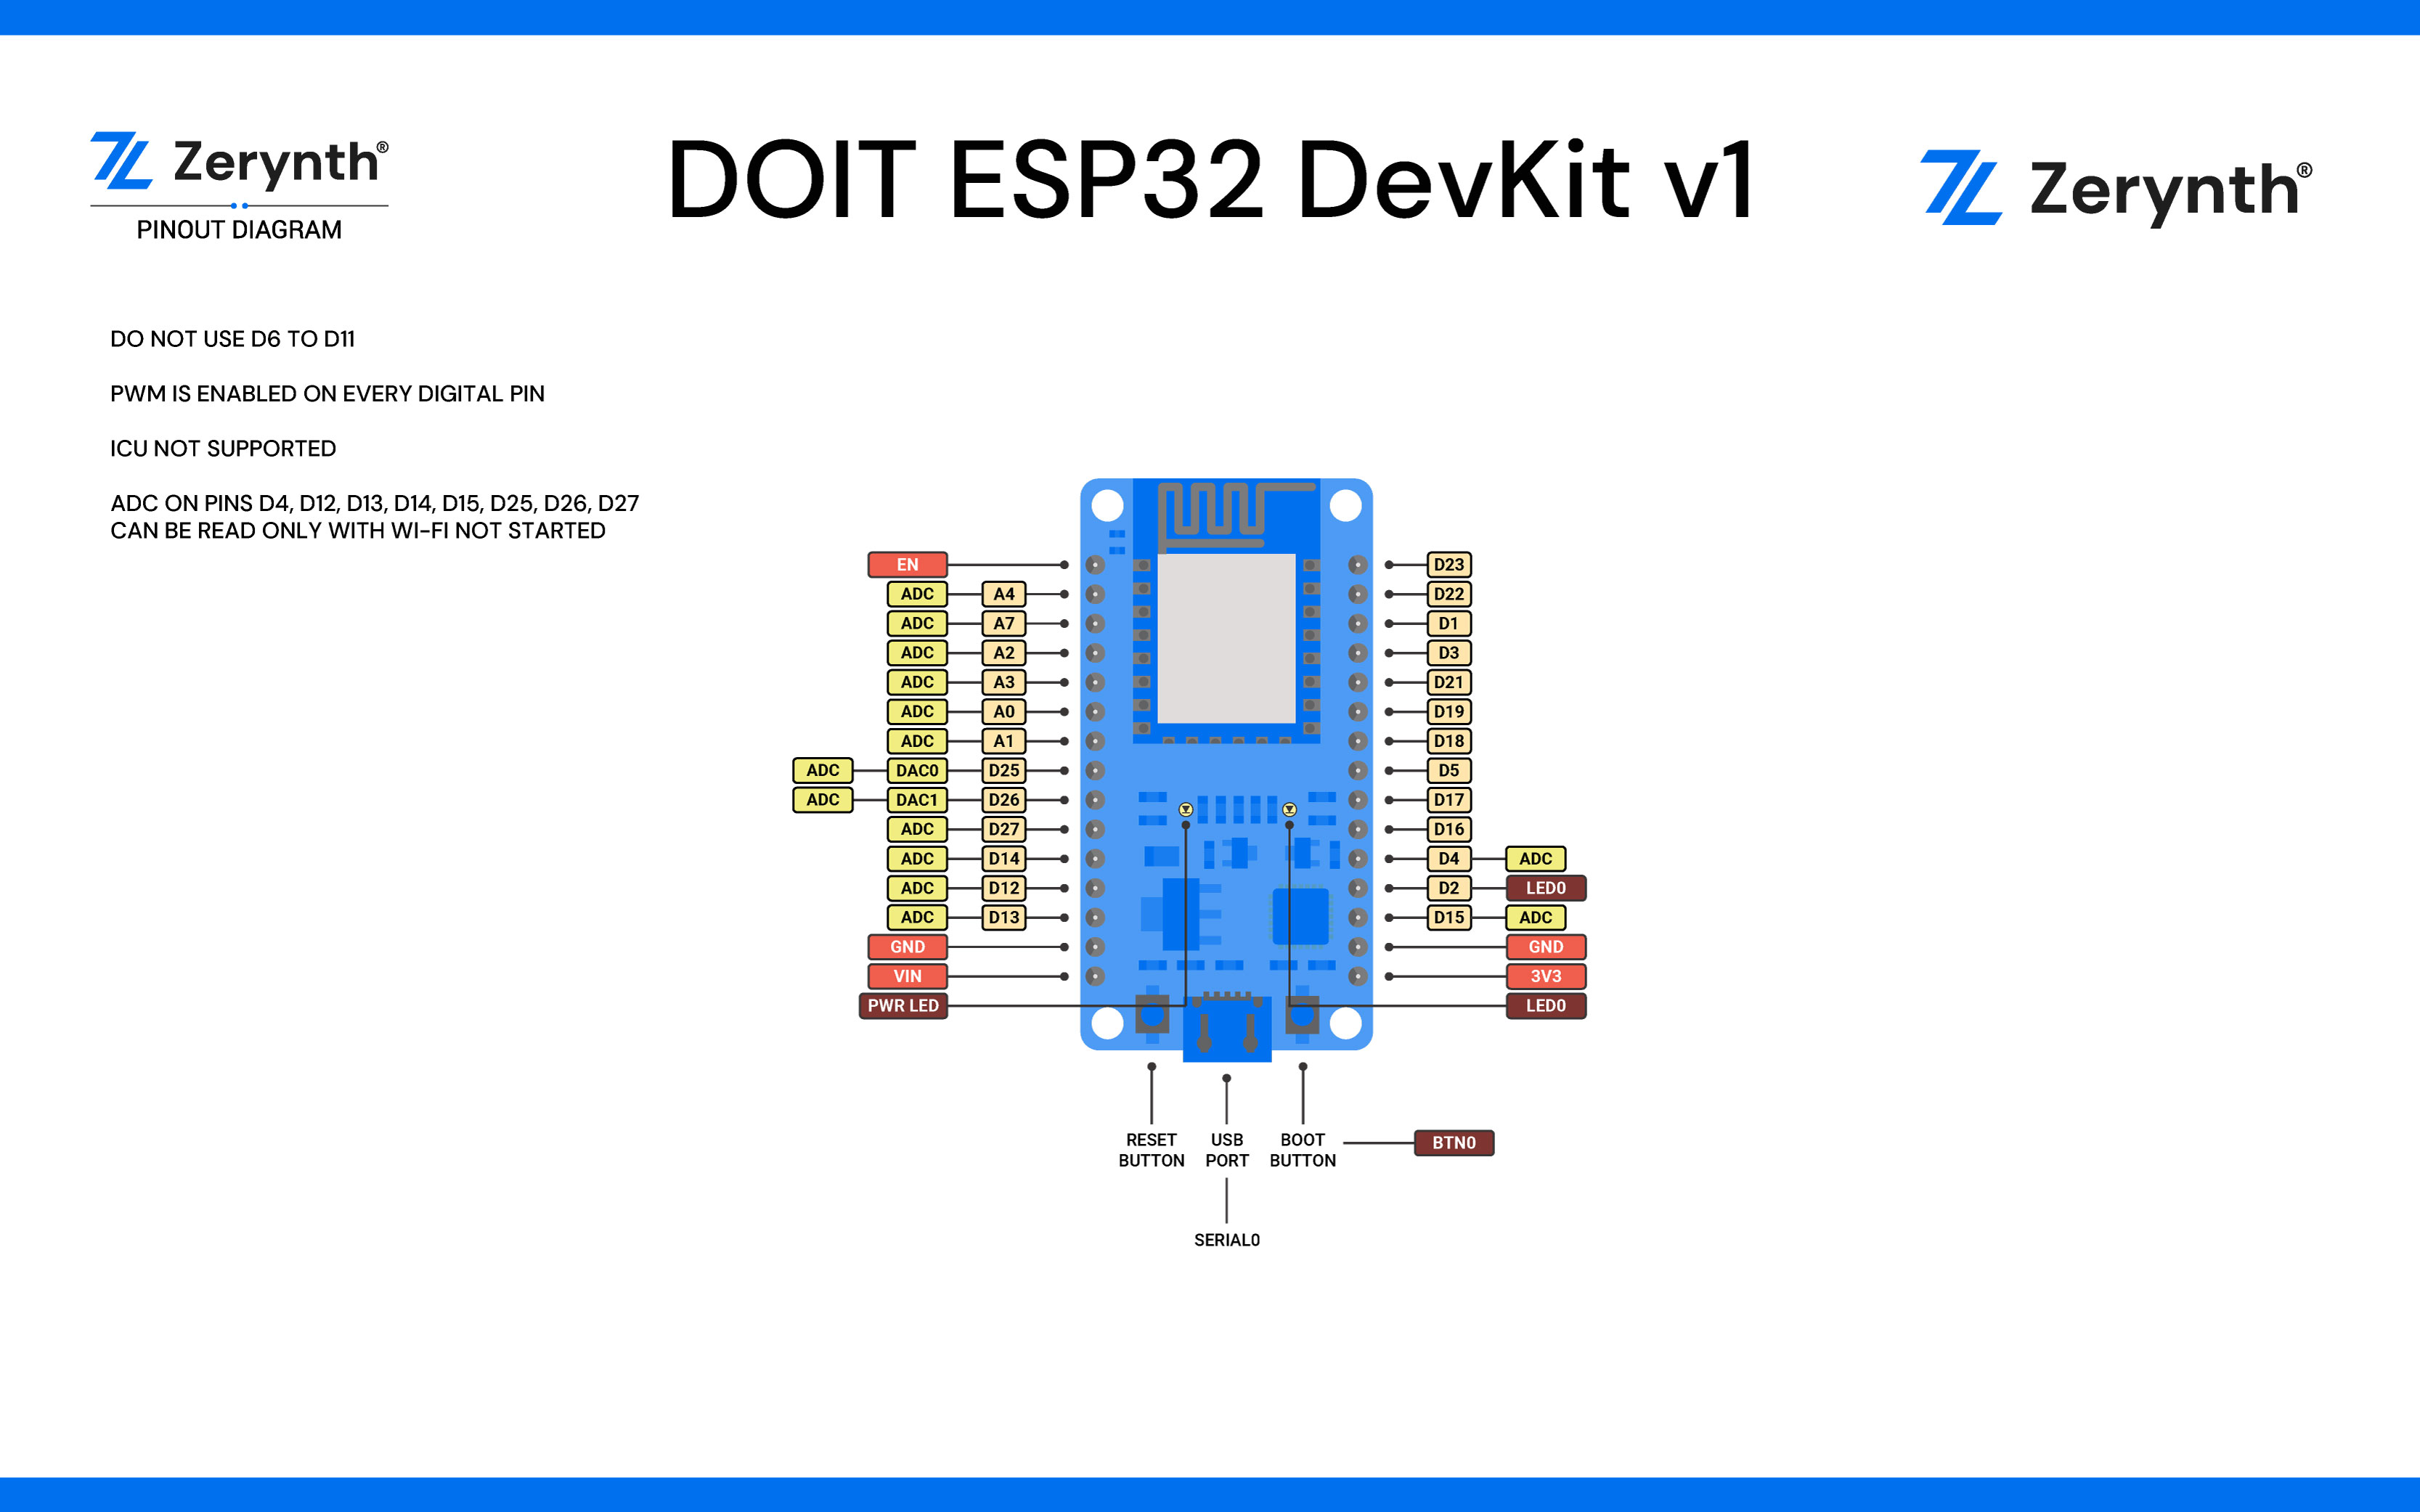 Zerynth®
PINOUT DIAGRAM
DOIT ESP32 DevKit v1
Zerynth®
DO NOT USE D6 TO D11
PWM IS ENABLED ON EVERY DIGITAL PIN
ICU NOT SUPPORTED
ADC ON PINS D4, D12, D13, D14, D15, D25, D26, D27
CAN BE READ ONLY WITH WI-FI NOT STARTED
EN D23
ADC A4 D22
ADC A7 D1
ADC A2 D3
ADC A3 D21
ADC A0 D19
ADC A1 D18
ADC DAC0 D25 D5
ADC DAC1 D26 D17
ADC D27 D16
ADC D14 D4 ADC
ADC D12 D2 LED0
ADC D13 D15 ADC
GND GND
VIN 3V3
PWR LED LED0
RESET BUTTON
USB PORT
BOOT BUTTON
BTN0
SERIAL0